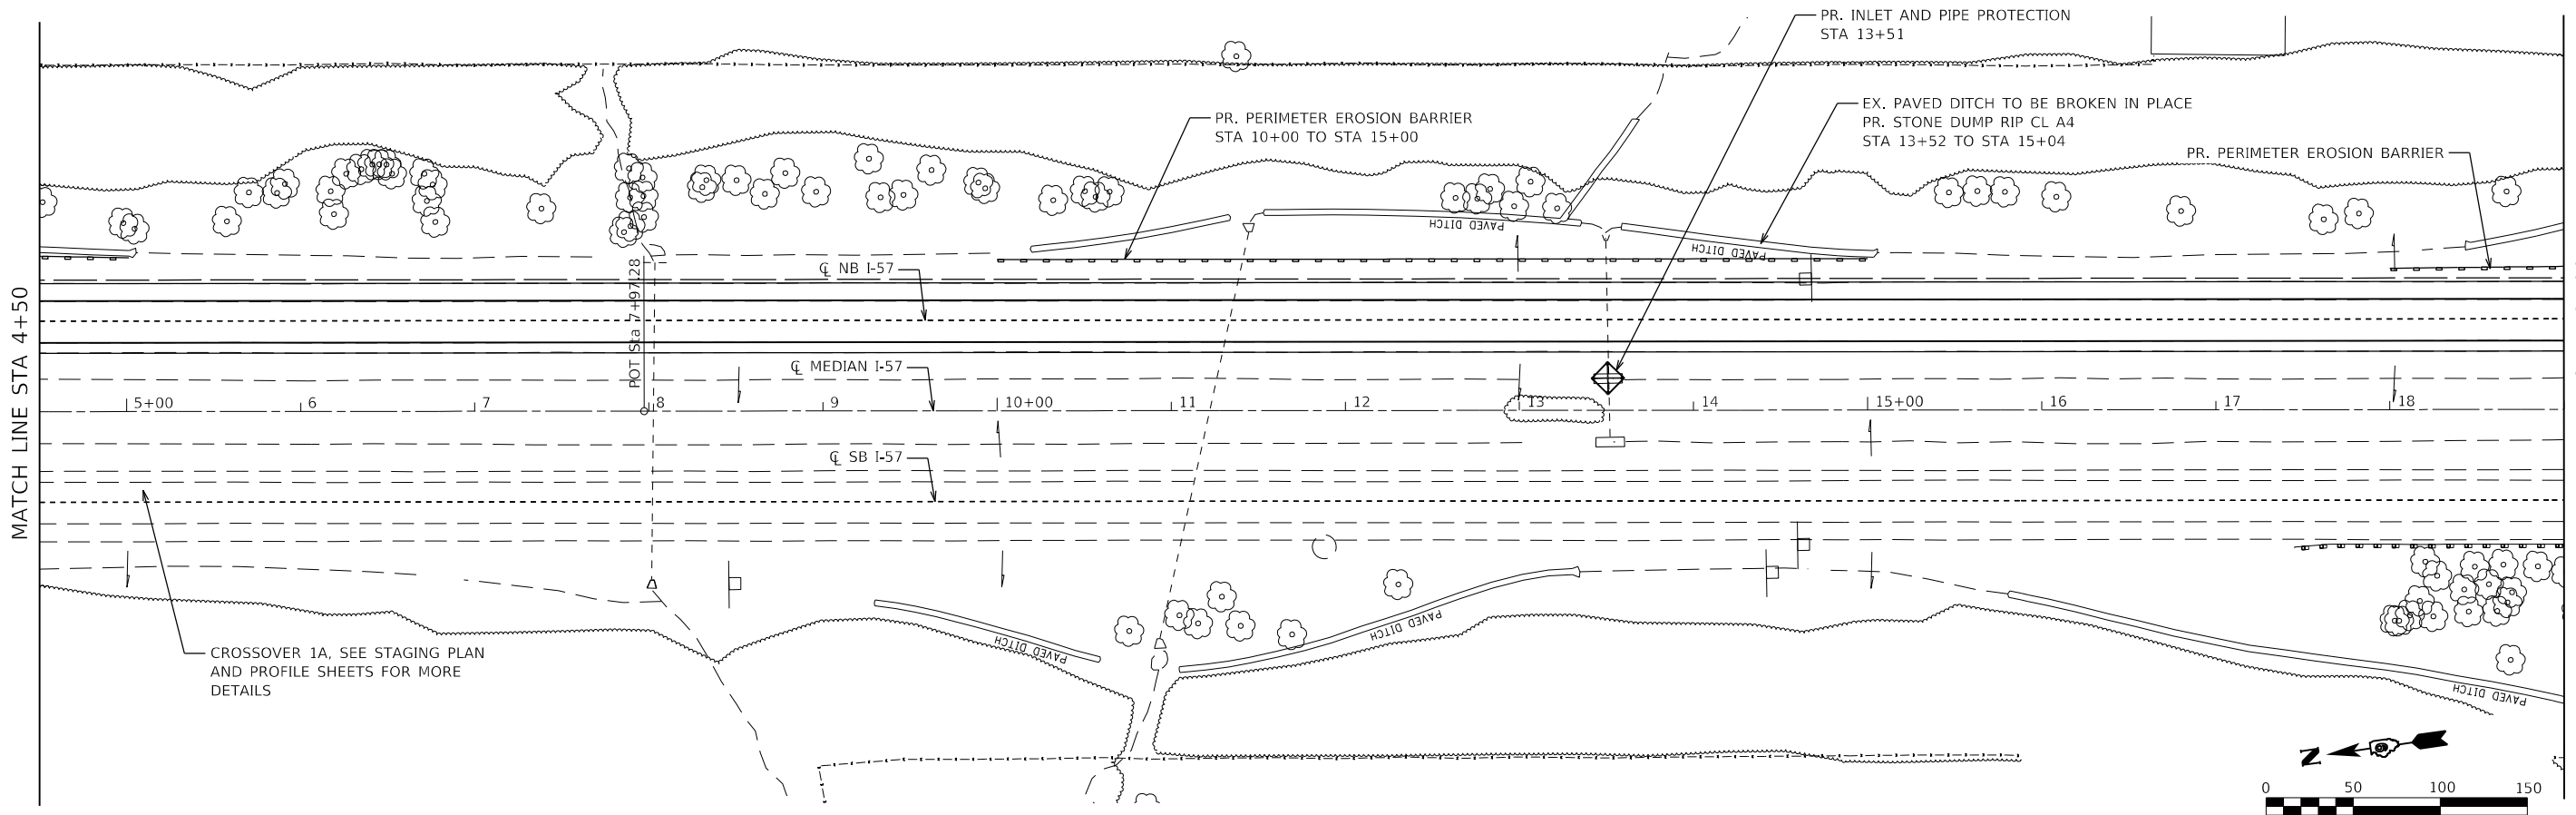 PR. INLET AND PIPE PROTECTION
STA 13+51
EX. PAVED DITCH TO BE BROKEN IN PLACE
PR. STONE DUMP RIP CL A4
STA 13+52 TO STA 15+04
PR. PERIMETER EROSION BARRIER
STA 10+00 TO STA 15+00
PR. PERIMETER EROSION BARRIER
PAVED DITCH
PAVED DITCH
℄ NB I-57
POT Sta 7+97.28
MATCH LINE STA 4+50
℄ MEDIAN I-57
5+00 6 7 8 9 10+00 11 12 13 14 15+00 16 17 18
℄ SB I-57
PAVED DITCH
PAVED DITCH
CROSSOVER 1A, SEE STAGING PLAN
AND PROFILE SHEETS FOR MORE
DETAILS
PAVED DITCH
N
0 50 100 150